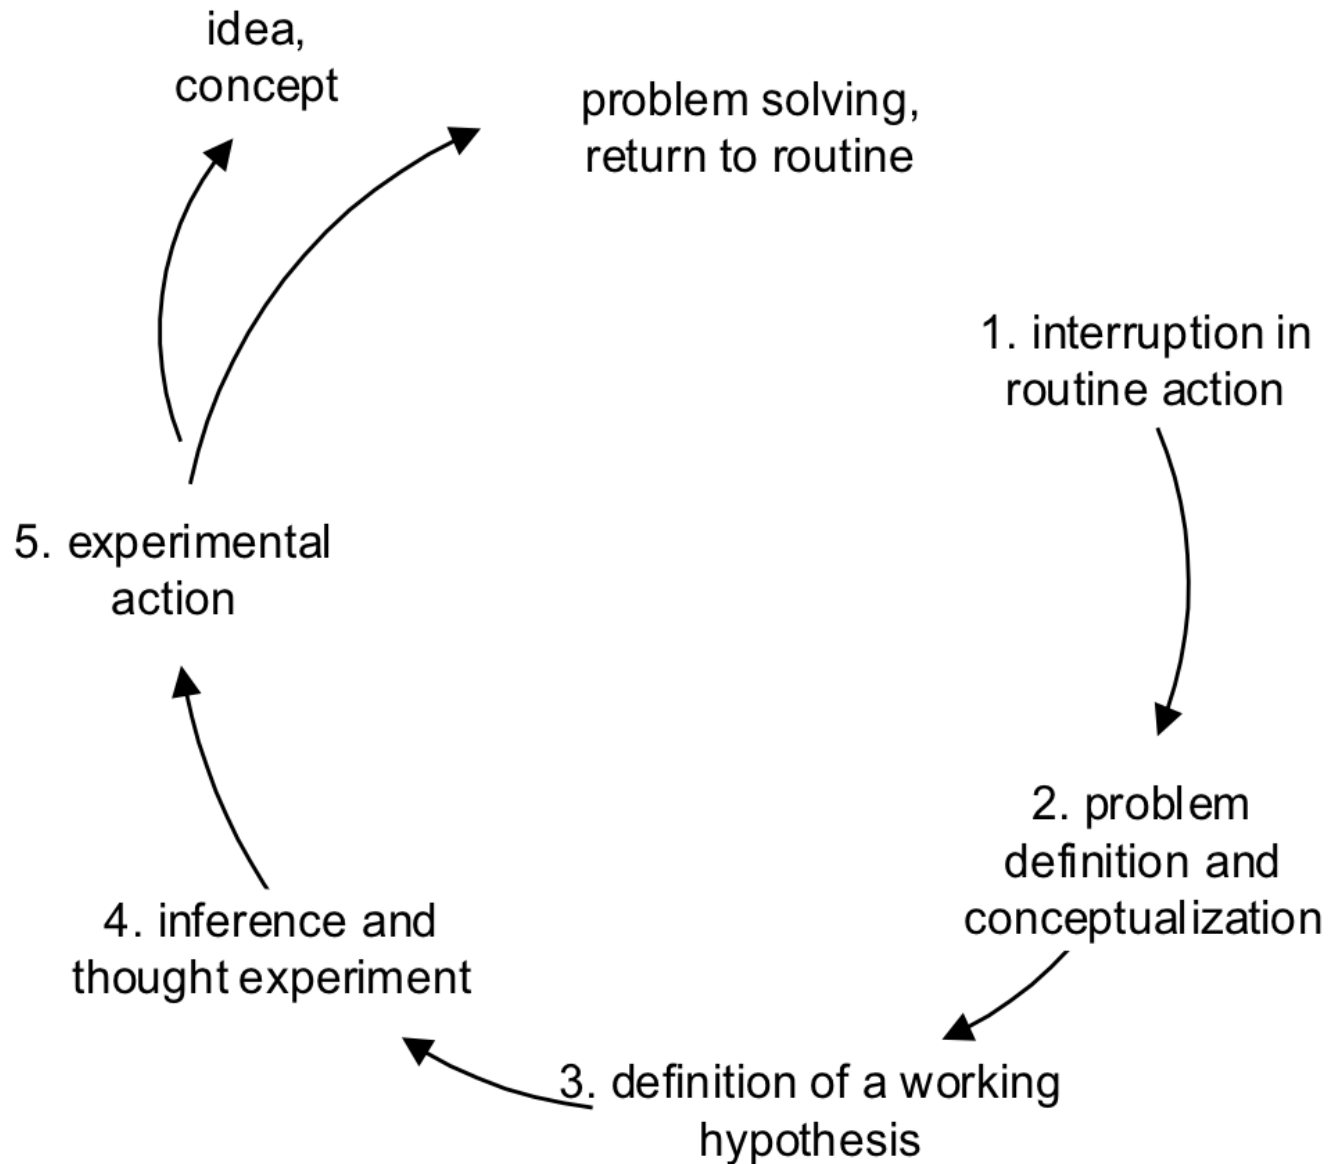 idea,
concept
problem solving,
return to routine
1. interruption in
routine action
2. problem
definition and
conceptualization
3. definition of a working
hypothesis
4. inference and
thought experiment
5. experimental
action